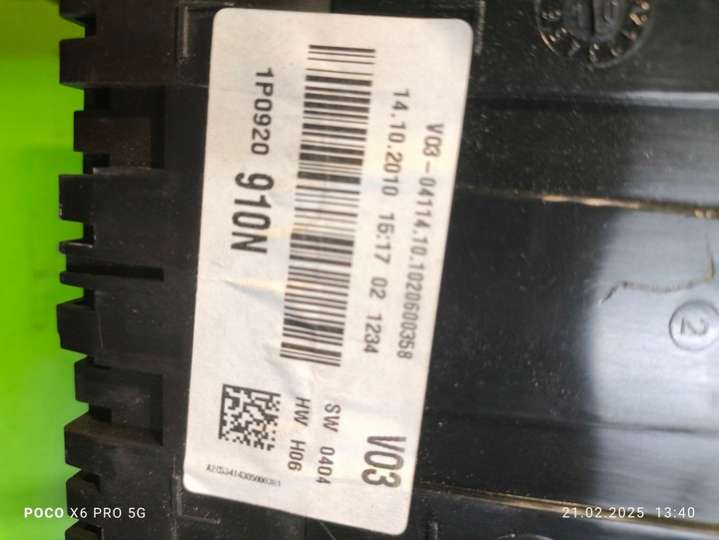 V03-04114.10.1020600358
14.10.2010 15:17 02 1234
1P0920 910N
SW 0404
HW H06
V03
2
POCO X6 PRO 5G
21.02.2025 13:40